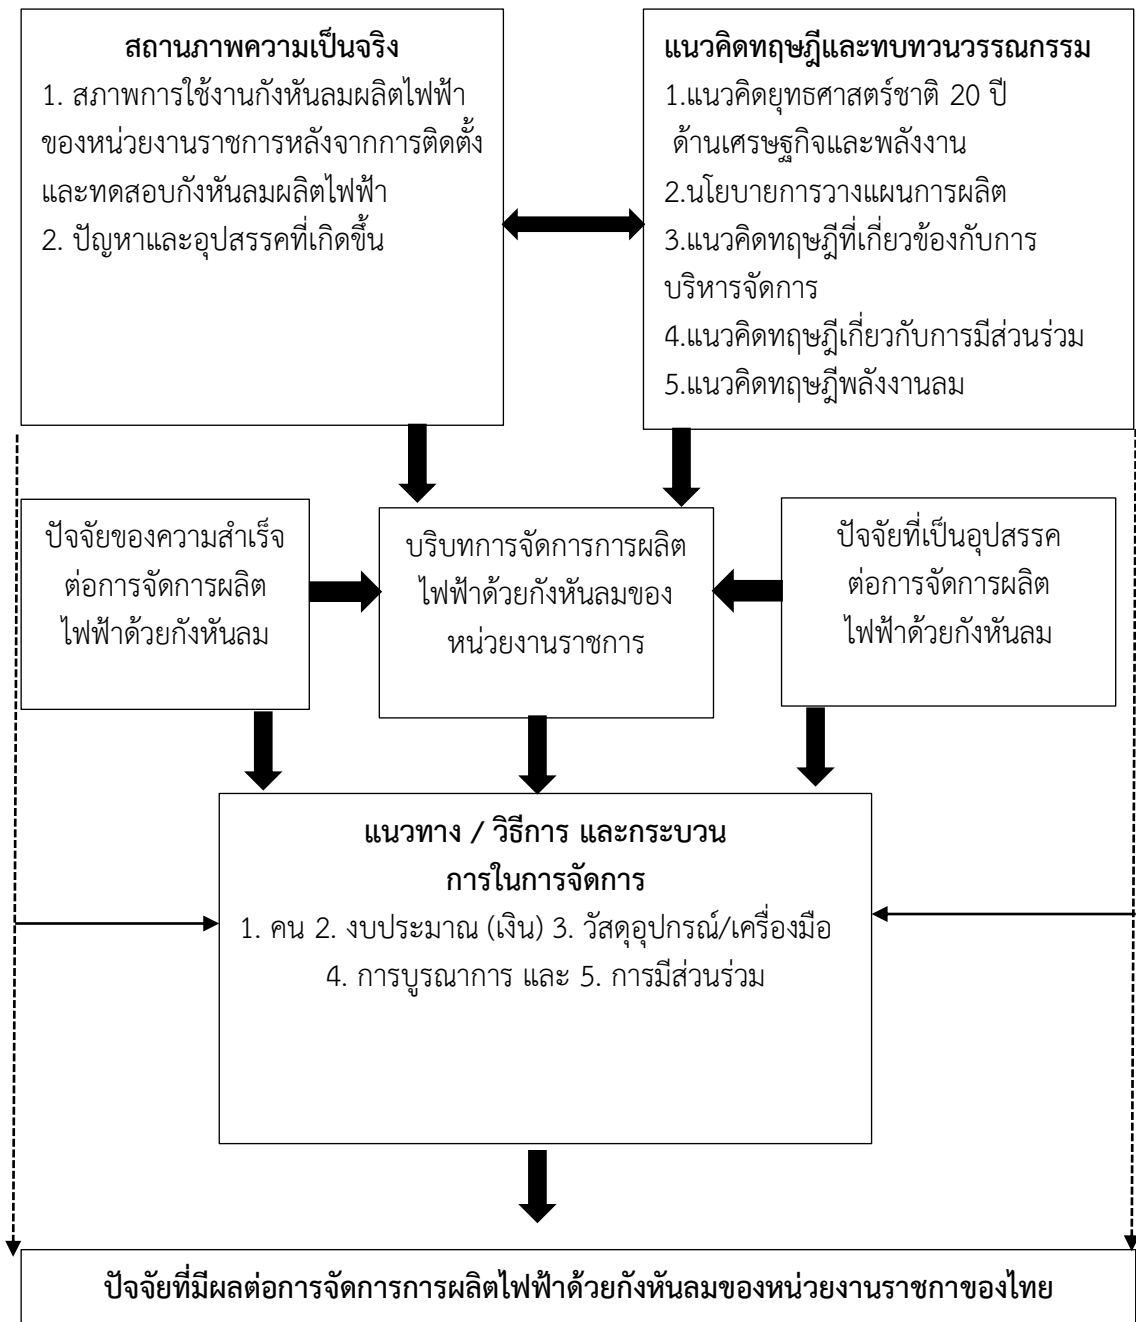 สถานภาพความเป็นจริง
1. สภาพการใช้งานกังหันลมผลิตไฟฟ้า
ของหน่วยงานราชการหลังจากการติดตั้ง
และทดสอบกังหันลมผลิตไฟฟ้า
2. ปัญหาและอุปสรรคที่เกิดขึ้น
แนวคิดทฤษฎีและทบทวนวรรณกรรม
1.แนวคิดยุทธศาสตร์ชาติ 20 ปี
ด้านเศรษฐกิจและพลังงาน
2.นโยบายการวางแผนการผลิต
3.แนวคิดทฤษฎีที่เกี่ยวข้องกับการ
บริหารจัดการ
4.แนวคิดทฤษฎีเกี่ยวกับการมีส่วนร่วม
5.แนวคิดทฤษฎีพลังงานลม
ปัจจัยของความสำเร็จ
ต่อการจัดการผลิต
ไฟฟ้าด้วยกังหันลม
บริบทการจัดการการผลิต
ไฟฟ้าด้วยกังหันลมของ
หน่วยงานราชการ
ปัจจัยที่เป็นอุปสรรค
ต่อการจัดการผลิต
ไฟฟ้าด้วยกังหันลม
แนวทาง / วิธีการ และกระบวน
การในการจัดการ
1. คน 2. งบประมาณ (เงิน) 3. วัสดุอุปกรณ์/เครื่องมือ
4. การบูรณาการ และ 5. การมีส่วนร่วม
ปัจจัยที่มีผลต่อการจัดการการผลิตไฟฟ้าด้วยกังหันลมของหน่วยงานราชกาของไทย